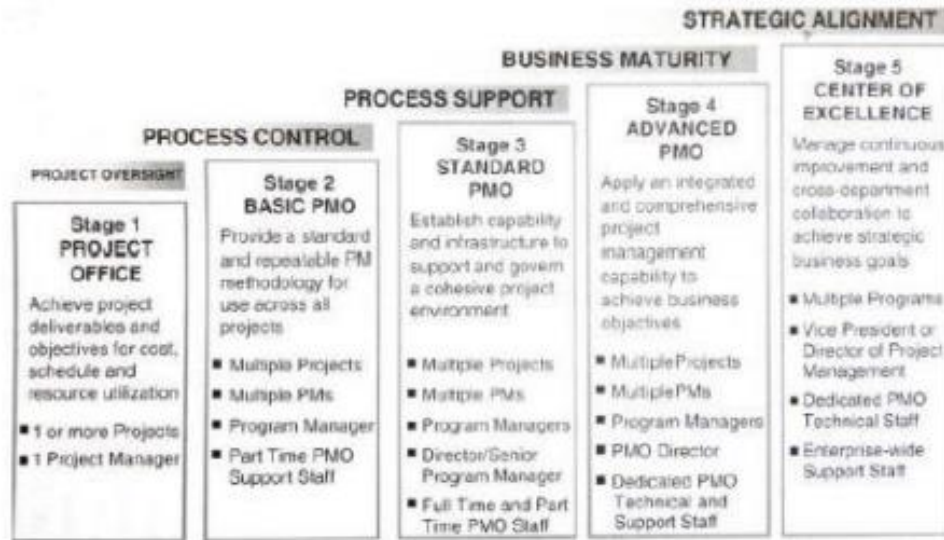 STRATEGIC ALIGNMENT
BUSINESS MATURITY
PROCESS SUPPORT
PROCESS CONTROL
PROJECT OVERSIGHT
Stage 1
PROJECT
OFFICE
Achieve project
deliverables and
objectives for cost,
schedule and
resource utilization
■ 1 or more Projects
■ 1 Project Manager
Stage 2
BASIC PMO
Provide a standard
and repeatable PM
methodology for
use across all
projects
■ Multiple Projects
■ Multiple PMs
■ Program Manager
■ Part Time PMO
Support Staff
Stage 3
STANDARD
PMO
Establish capability
and infrastructure to
support and govern
a cohesive project
environment
■ Multiple Projects
■ Multiple PMs
■ Program Managers
■ Director/Senior
Program Manager
■ Full Time and Part
Time PMO Staff
Stage 4
ADVANCED
PMO
Apply an integrated
and comprehensive
project
management
capability to
achieve business
objectives
■ Multiple Projects
■ Multiple PMs
■ Program Managers
■ PMO Director
■ Dedicated PMO
Technical and
Support Staff
Stage 5
CENTER OF
EXCELLENCE
Manage continuous
improvement and
cross-department
collaboration to
achieve strategic
business goals
■ Multiple Programs
■ Vice President or
Director of Project
Management
■ Dedicated PMO
Technical Staff
■ Enterprise-wide
Support Staff